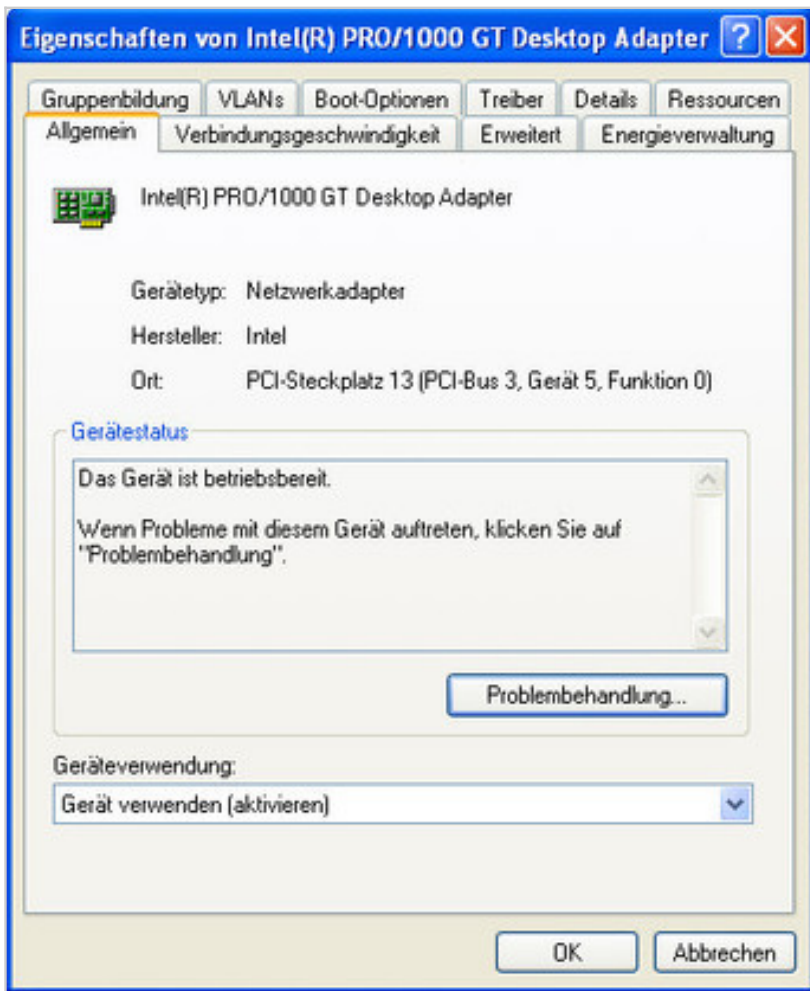 Eigenschaften von Intel(R) PRO/1000 GT Desktop Adapter
Gruppenbildung VLANs Boot-Optionen Treiber Details Ressourcen
Allgemein Verbindungsgeschwindigkeit Erweitert Energieverwaltung
Intel(R) PRO/1000 GT Desktop Adapter
Gerätetyp: Netzwerkadapter
Hersteller: Intel
Ort: PCI-Steckplatz 13 (PCI-Bus 3, Gerät 5, Funktion 0)
Gerätestatus
Das Gerät ist betriebsbereit.
Wenn Probleme mit diesem Gerät auftreten, klicken Sie auf
"Problembehandlung".
Problembehandlung...
Geräteverwendung:
Gerät verwenden (aktivieren)
OK Abbrechen